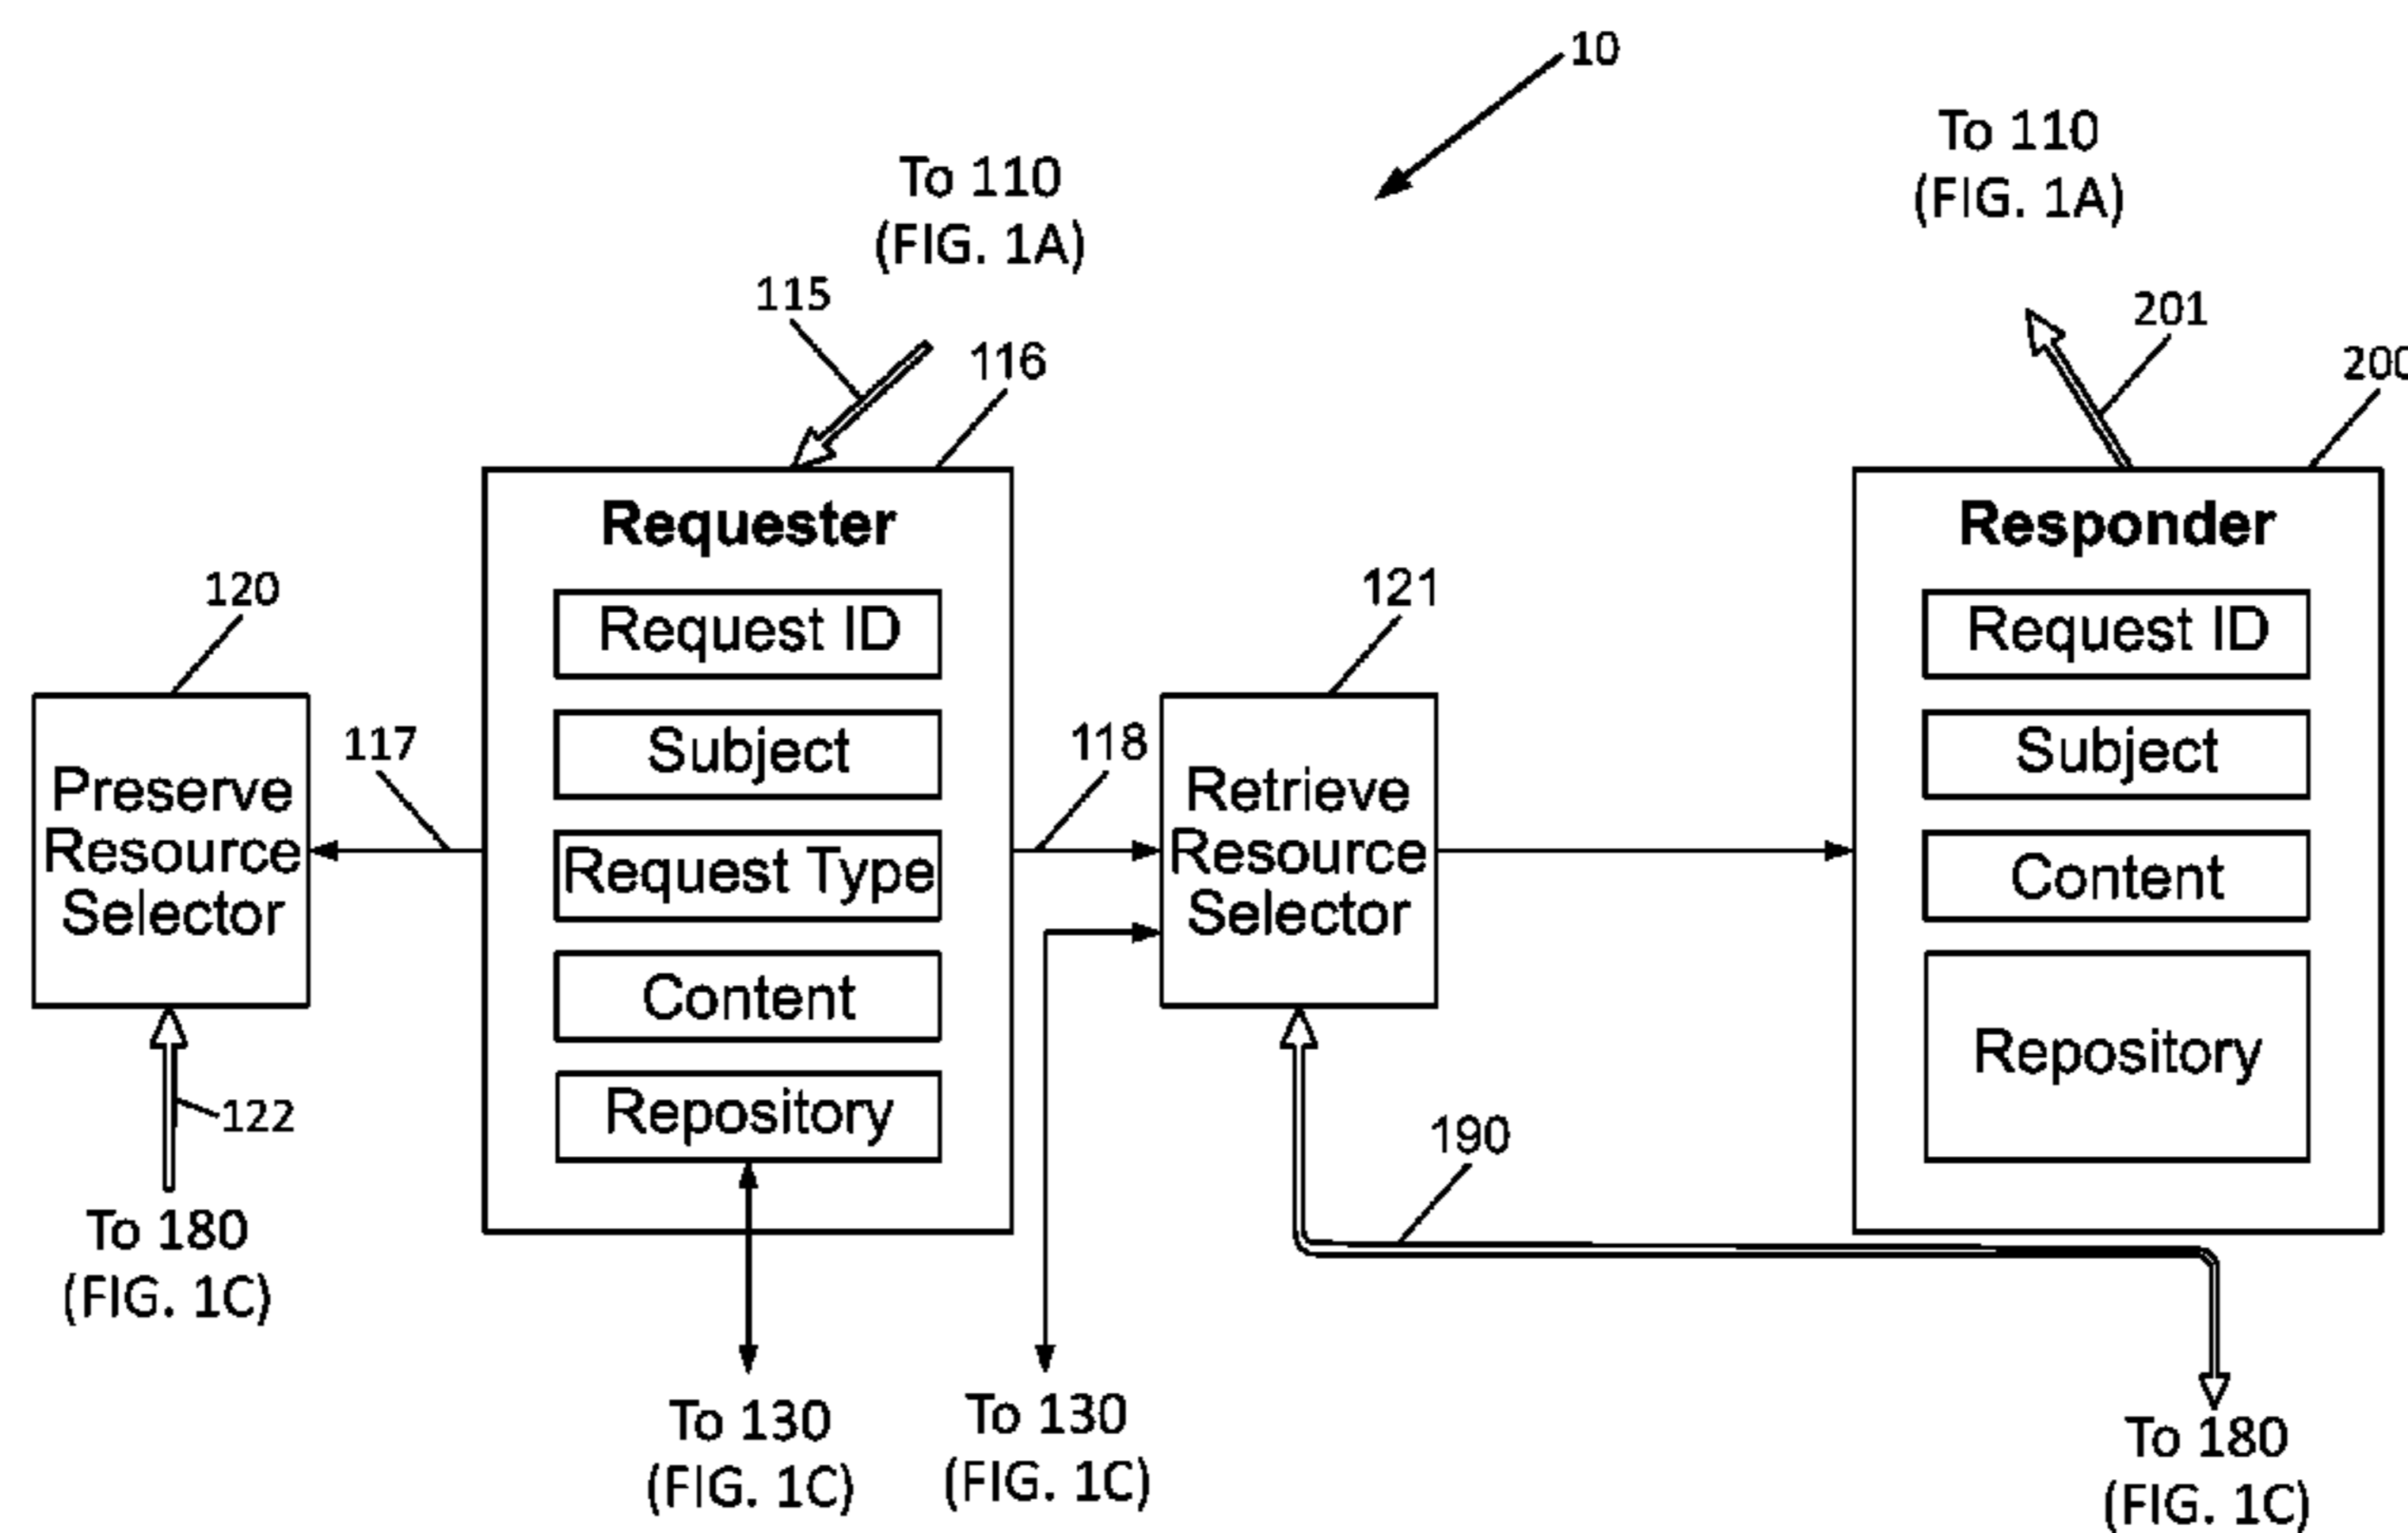 10
To 110
(FIG. 1A)
To 110
(FIG. 1A)
115
116
201
200
Requester
Request ID
Subject
Request Type
Content
Repository
Responder
Request ID
Subject
Content
Repository
120
117
Preserve
Resource
Selector
122
To 180
(FIG. 1C)
121
118
Retrieve
Resource
Selector
190
To 130
(FIG. 1C)
To 130
(FIG. 1C)
To 180
(FIG. 1C)